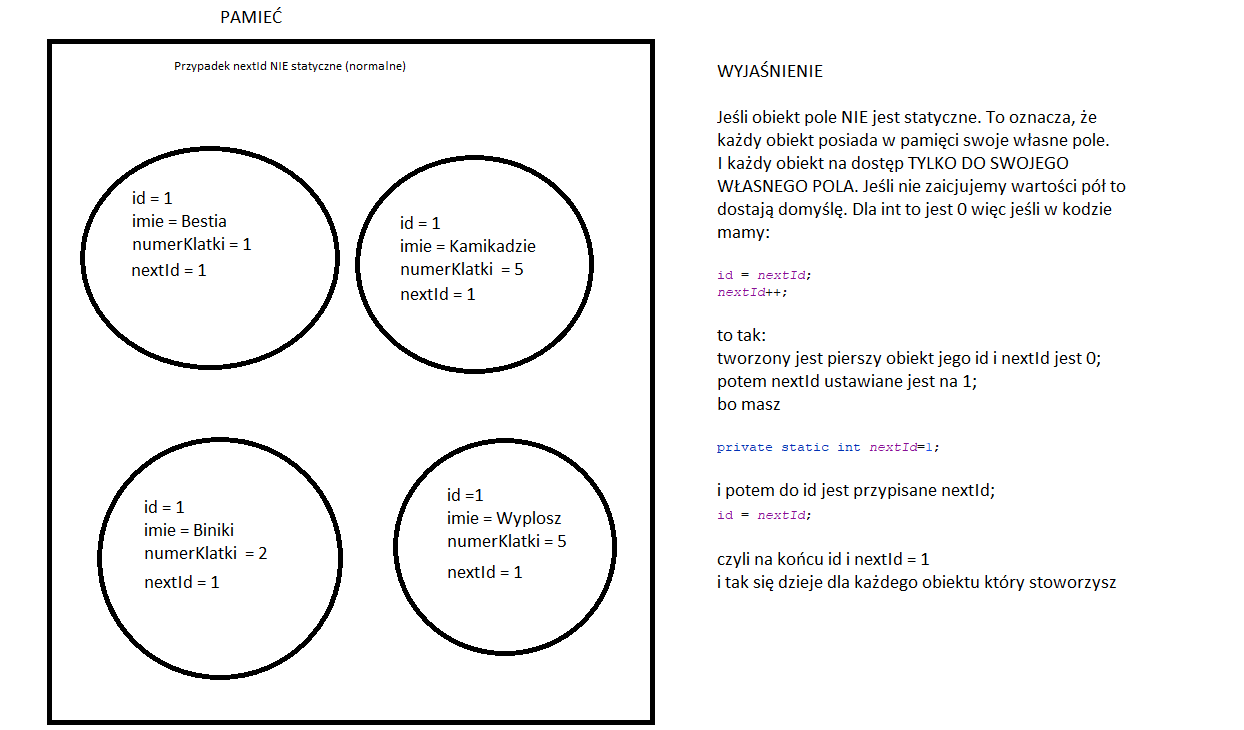 PAMIEĆ
Przypadek nextId NIE statyczne (normalne)
id = 1
imie = Bestia
numerKlatki = 1
nextId = 1
id = 1
imie = Kamikadzie
numerKlatki  = 5
nextId = 1
id = 1
imie = Biniki
numerKlatki  = 2
nextId = 1
id =1
imie = Wyplosz
numerKlatki = 5
nextId = 1
WYJAŚNIENIE
Jeśli obiekt pole NIE jest statyczne. To oznacza, że
każdy obiekt posiada w pamięci swoje własne pole.
I każdy obiekt na dostęp TYLKO DO SWOJEGO
WŁASNEGO POLA. Jeśli nie zaicjujemy wartości pół to
dostają domyślę. Dla int to jest 0 więc jeśli w kodzie
mamy:
id = nextId;
nextId++;
to tak:
tworzony jest pierszy obiekt jego id i nextId jest 0;
potem nextId ustawiane jest na 1;
bo masz
private static int nextId=1;
i potem do id jest przypisane nextId;
id = nextId;
czyli na końcu id i nextId = 1
i tak się dzieje dla każdego obiektu który stoworzysz